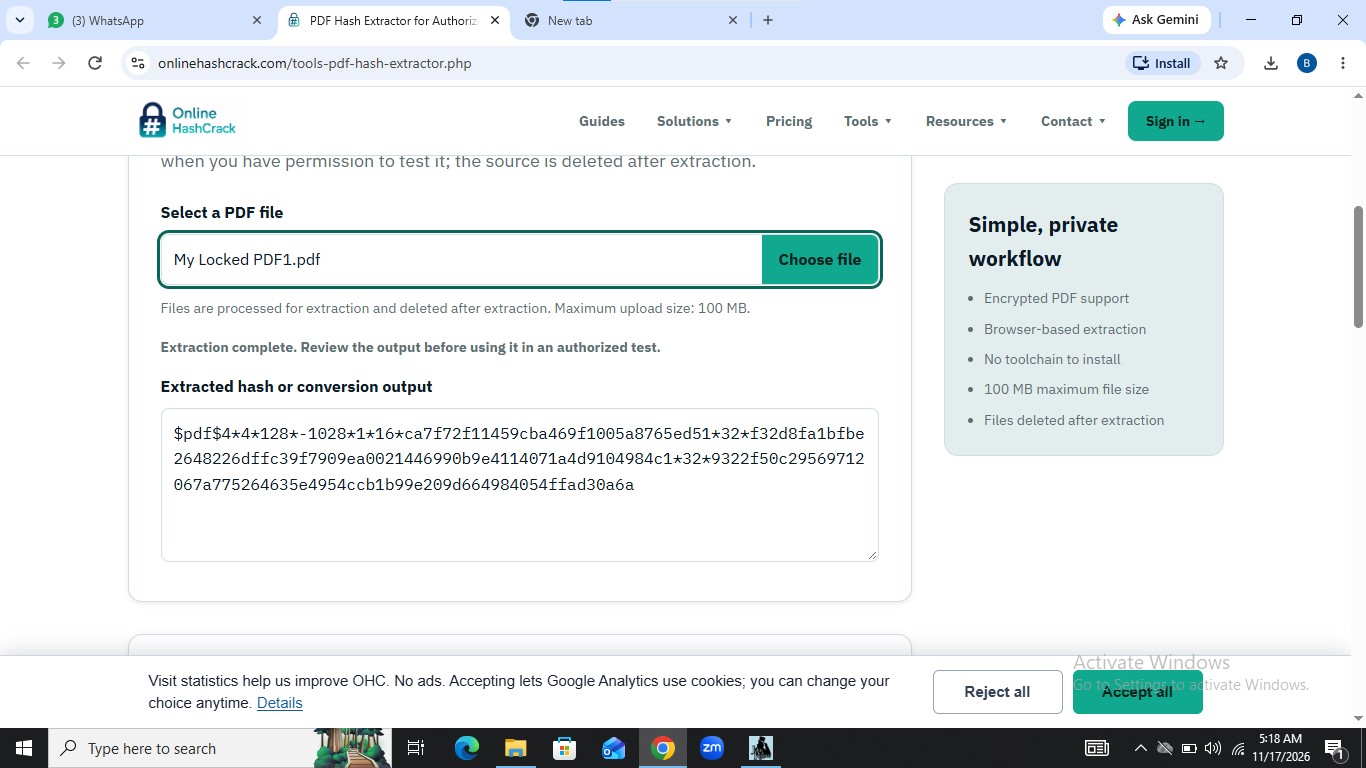 3 (3) WhatsApp
PDF Hash Extractor for Authoriz
New tab
Ask Gemini
onlinehashcrack.com/tools-pdf-hash-extractor.php
Install
B
#
Online
HashCrack
Guides
Solutions
Pricing
Tools
Resources
Contact
Sign in →
when you have permission to test it; the source is deleted after extraction.
Select a PDF file
My Locked PDF1.pdf
Choose file
Files are processed for extraction and deleted after extraction. Maximum upload size: 100 MB.
Extraction complete. Review the output before using it in an authorized test.
Extracted hash or conversion output
$pdf$4*4*128*-1028*1*16*ca7f72f11459cba469f1005a8765ed51*32*f32d8fa1bfbe
2648226dffc39f7909ea0021446990b9e4114071a4d9104984c1*32*9322f50c29569712
067a775264635e4954ccb1b99e209d664984054ffad30a6a
Simple, private
workflow
Encrypted PDF support
Browser-based extraction
No toolchain to install
100 MB maximum file size
Files deleted after extraction
Visit statistics help us improve OHC. No ads. Accepting lets Google Analytics use cookies; you can change your
choice anytime. Details
Reject all
Accept all
Activate Windows
Go to Settings to activate Windows.
Type here to search
zm
5:18 AM
11/17/2026
1